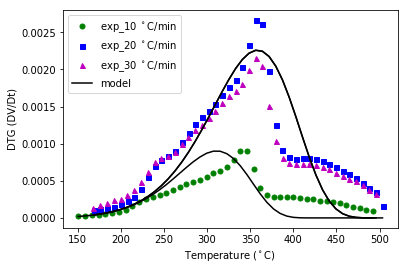 exp_10 °C/min
exp_20 °C/min
exp_30 °C/min
model
DTG (DV/Dt)
0.0025
0.0020
0.0015
0.0010
0.0005
0.0000
150 200 250 300 350 400 450 500
Temperature (°C)